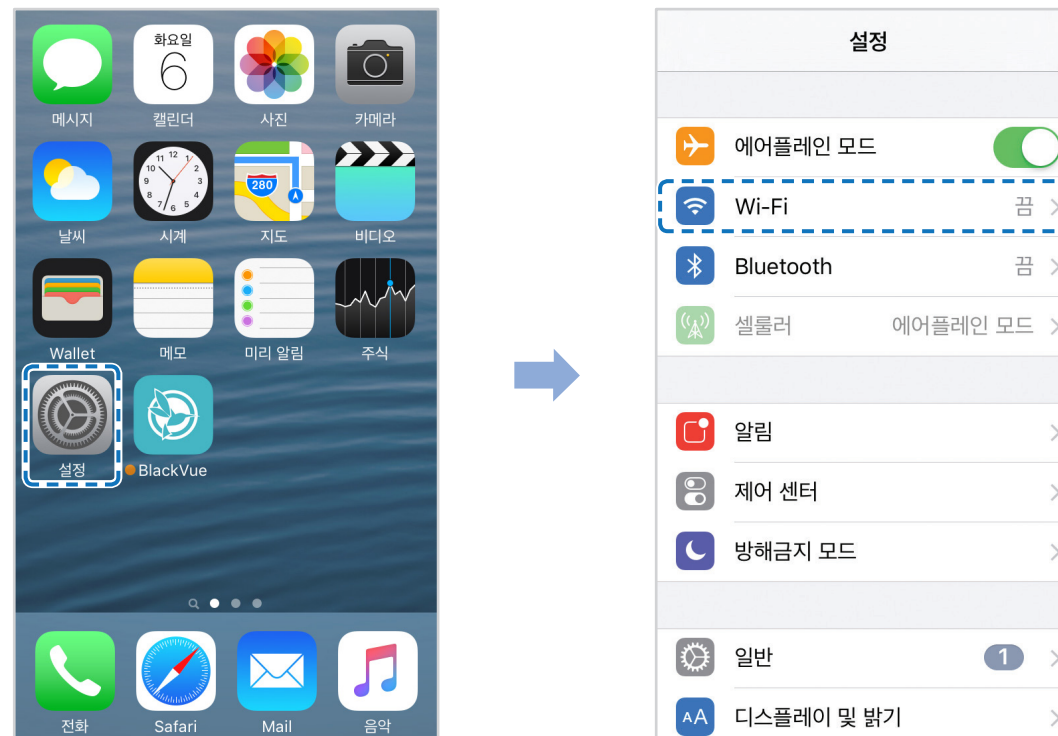 화요일
6
메시지 캘린더 사진 카메라
280
날씨 시계 지도 비디오
Wallet 메모 미리 알림 주식
설정 BlackVue
전화 Safari Mail 음악
설정
에어플레인 모드
Wi-Fi 끔
Bluetooth 끔
셀룰러 에어플레인 모드
알림
제어 센터
방해금지 모드
일반 1
AA 디스플레이 및 밝기